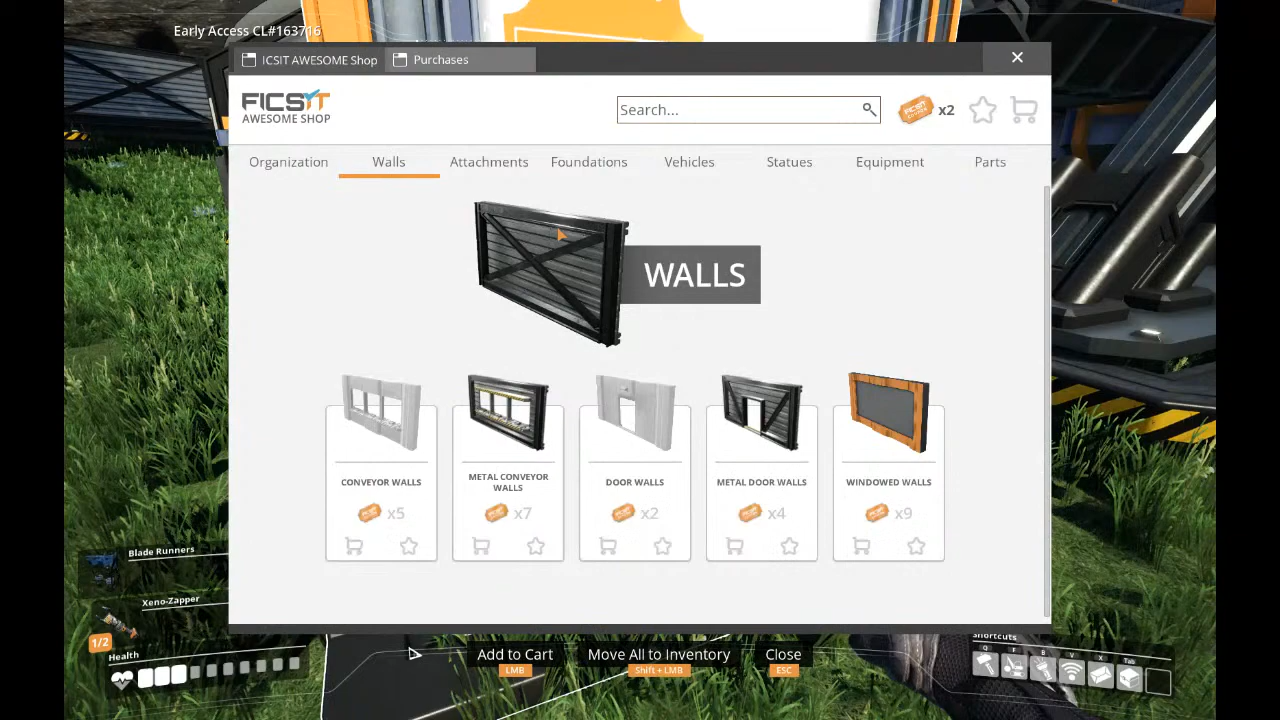 Early Access CL#163716
ICSIT AWESOME Shop
Purchases
FICSIT
AWESOME SHOP
Search...
x2
Organization
Walls
Attachments
Foundations
Vehicles
Statues
Equipment
Parts
WALLS
CONVEYOR WALLS
x5
METAL CONVEYOR
WALLS
x7
DOOR WALLS
x2
METAL DOOR WALLS
x4
WINDOWED WALLS
x9
Blade Runners
Xeno-Zapper
1/2
Health
Add to Cart
LMB
Move All to Inventory
Shift + LMB
Close
ESC
Shortcuts
Q
F
B
V
X
Tab